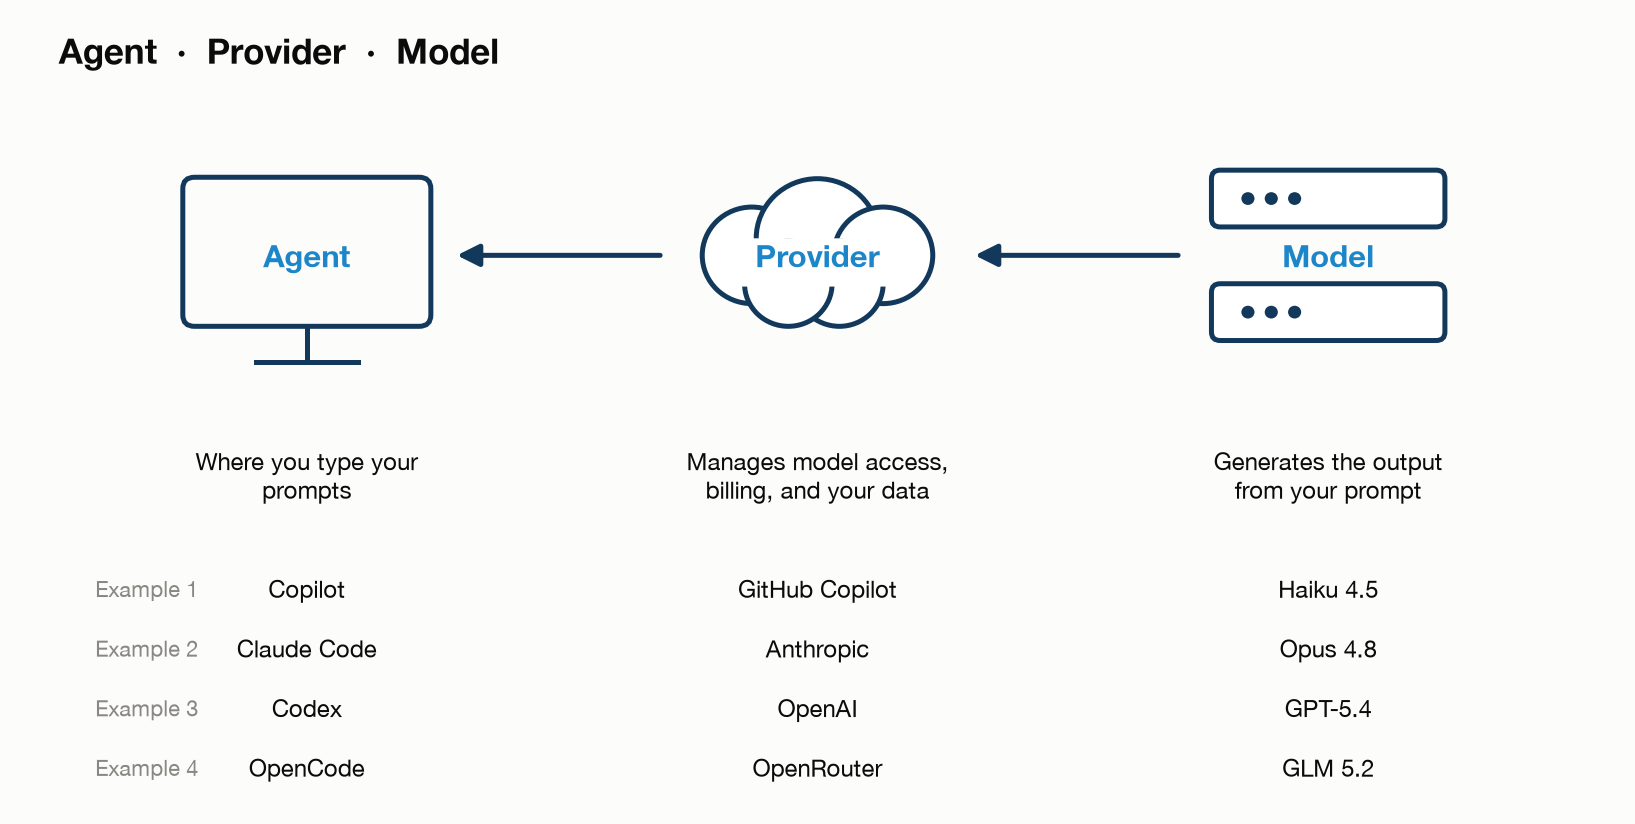 Agent · Provider · Model
Agent
Provider
Model
Where you type your
prompts
Manages model access,
billing, and your data
Generates the output
from your prompt
Example 1 Copilot GitHub Copilot Haiku 4.5
Example 2 Claude Code Anthropic Opus 4.8
Example 3 Codex OpenAI GPT-5.4
Example 4 OpenCode OpenRouter GLM 5.2